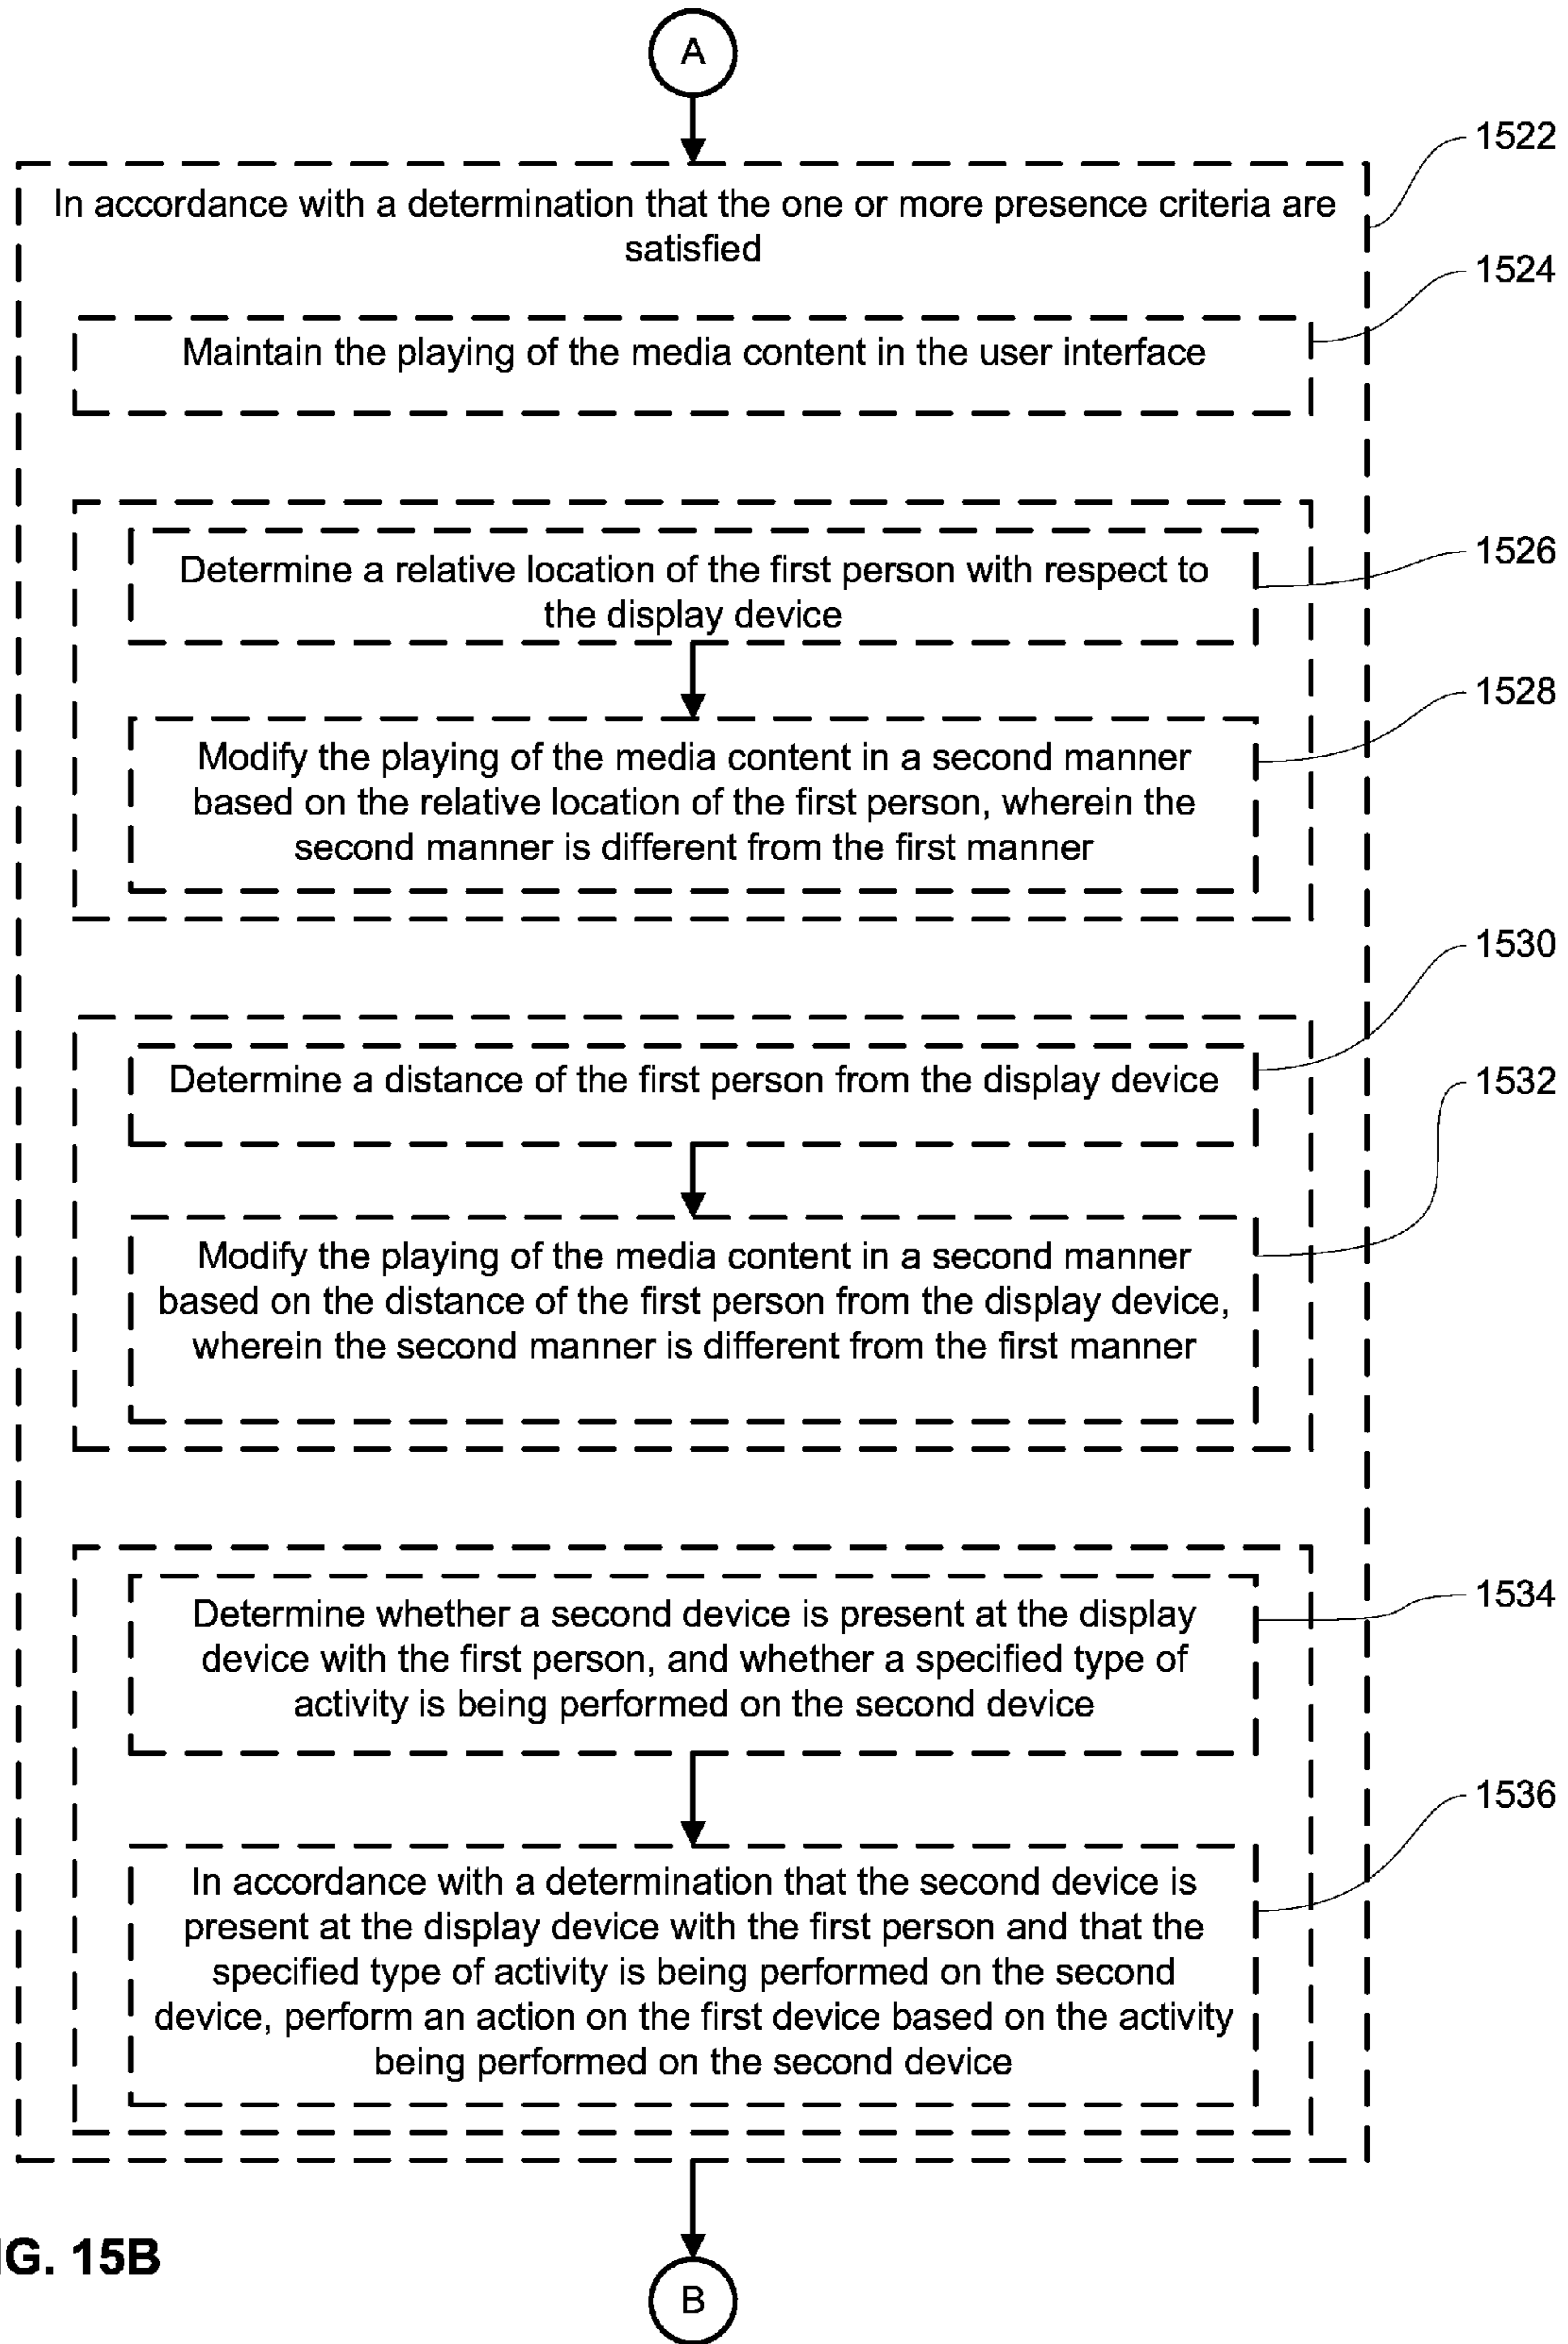 A
1522
In accordance with a determination that the one or more presence criteria are
satisfied
1524
Maintain the playing of the media content in the user interface
1526
Determine a relative location of the first person with respect to
the display device
1528
Modify the playing of the media content in a second manner
based on the relative location of the first person, wherein the
second manner is different from the first manner
1530
Determine a distance of the first person from the display device
1532
Modify the playing of the media content in a second manner
based on the distance of the first person from the display device,
wherein the second manner is different from the first manner
1534
Determine whether a second device is present at the display
device with the first person, and whether a specified type of
activity is being performed on the second device
1536
In accordance with a determination that the second device is
present at the display device with the first person and that the
specified type of activity is being performed on the second
device, perform an action on the first device based on the activity
being performed on the second device
G. 15B
B